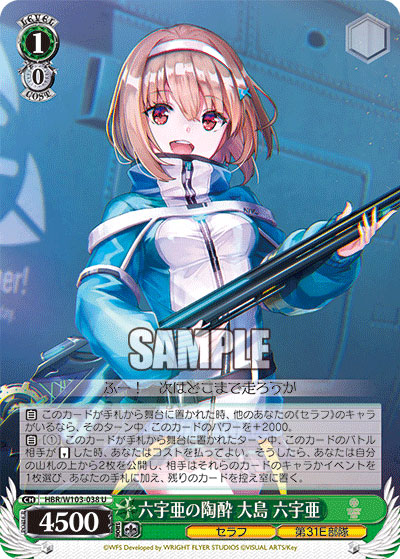 LEVEL
1
0
COST
er!
day.
SAMPLE
ふー！　次はどこまで走ろうか
自 このカードが手札から舞台に置かれた時、他のあなたの《セラフ》のキャラ
がいるなら、そのターン中、このカードのパワーを＋2000。
自 [⑴] このカードが手札から舞台に置かれたターン中、このカードのバトル
相手が した時、あなたはコストを払ってよい。そうしたら、あなたは自分
の山札の上から2枚を公開し、相手はそれらのカードのキャラかイベントを
1枚選び、あなたの手札に加え、残りのカードを控え室に置く。
CH HBR/W103-038 U
4500
六宇亜の陶酔 大島 六宇亜
セラフ
第31E部隊
©WFS Developed by WRIGHT FLYER STUDIOS ©VISUAL ARTS/Key